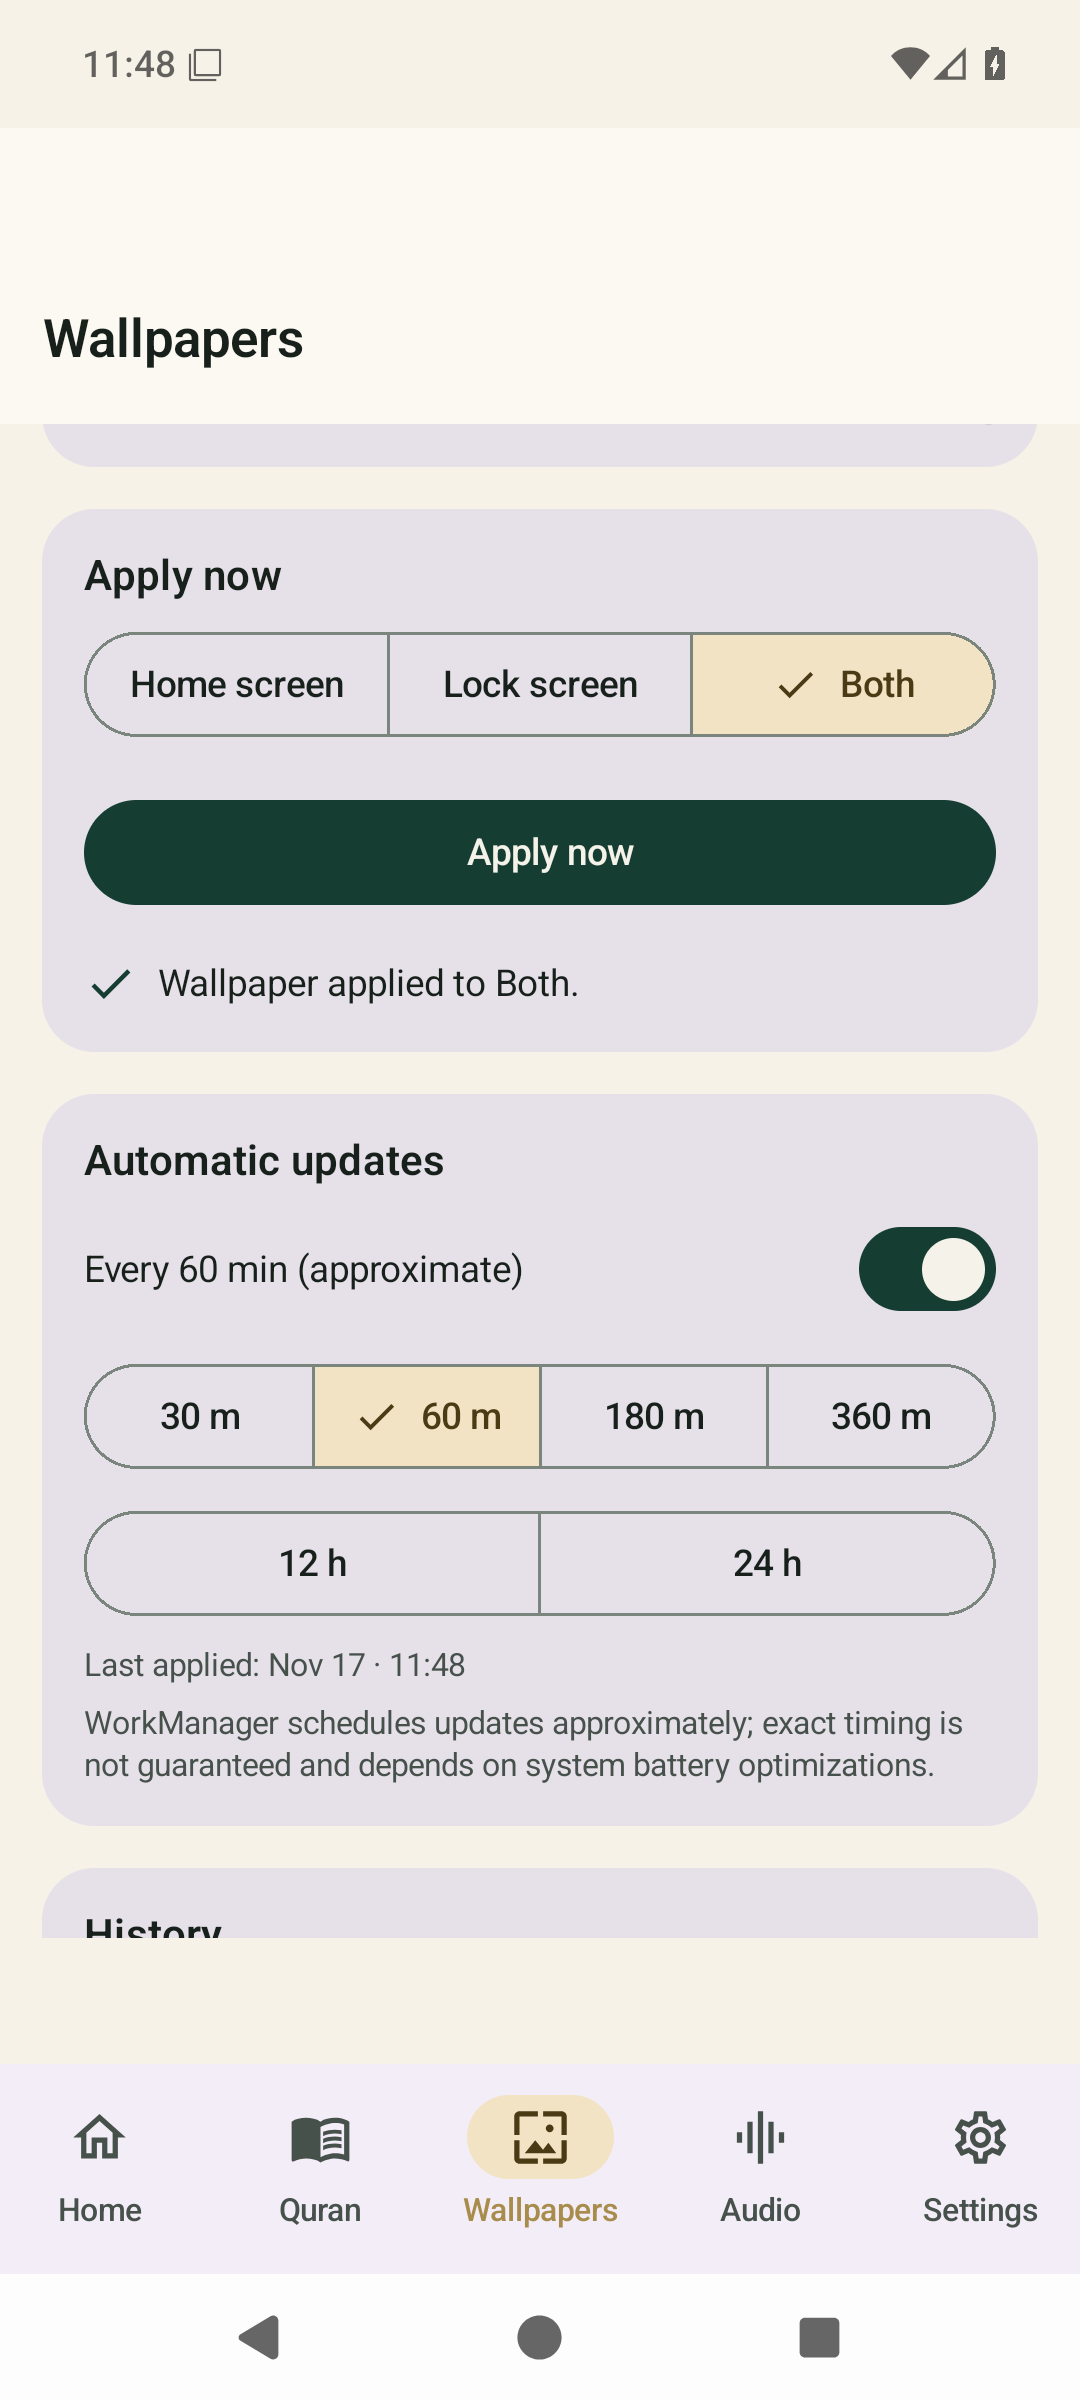 11:48
Wallpapers
Apply now
Home screen
Lock screen
Both
Apply now
Wallpaper applied to Both.
Automatic updates
Every 60 min (approximate)
30 m
60 m
180 m
360 m
12 h
24 h
Last applied: Nov 17 · 11:48
WorkManager schedules updates approximately; exact timing is
not guaranteed and depends on system battery optimizations.
History
Home
Quran
Wallpapers
Audio
Settings